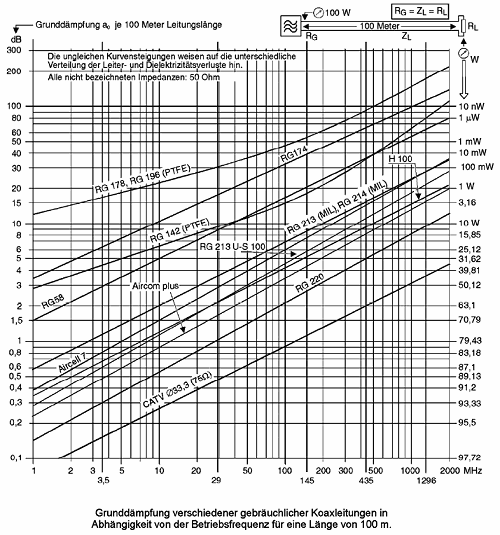 Grunddämpfung a₀ je 100 Meter Leitungslänge
dB
100 W
R_G = Z_L = R_L
100 Meter
R_G
Z_L
R_L
W
Die ungleichen Kurvensteigungen weisen auf die unterschiedliche
Verteilung der Leiter- und Dielektrizitätsverluste hin.
Alle nicht bezeichneten Impedanzen: 50 Ohm
300
200
100
80
60
50
40
30
20
15
10
8
6
5
4
3
2
1,5
1
0,8
0,6
0,5
0,4
0,3
0,2
0,1
10 nW
1 µW
1 mW
10 mW
100 mW
1 W
3,16
10 W
15,85
25,12
31,62
39,81
50,12
63,1
70,79
79,43
83,18
87,1
89,13
91,2
93,33
95,5
97,72
RG 178, RG 196 (PTFE)
RG174
H 100
RG 142 (PTFE)
RG 213 (MIL), RG 214 (MIL)
RG 213 U-S 100
RG58
Aircom plus
RG 220
Aircell 7
CATV Ø33,3 (75Ω)
1 2 3 5 10 20 30 50 100 200 300 500 1000 2000 MHz
3,5 29 145 435 1296
Grunddämpfung verschiedener gebräuchlicher Koaxleitungen in
Abhängigkeit von der Betriebsfrequenz für eine Länge von 100 m.